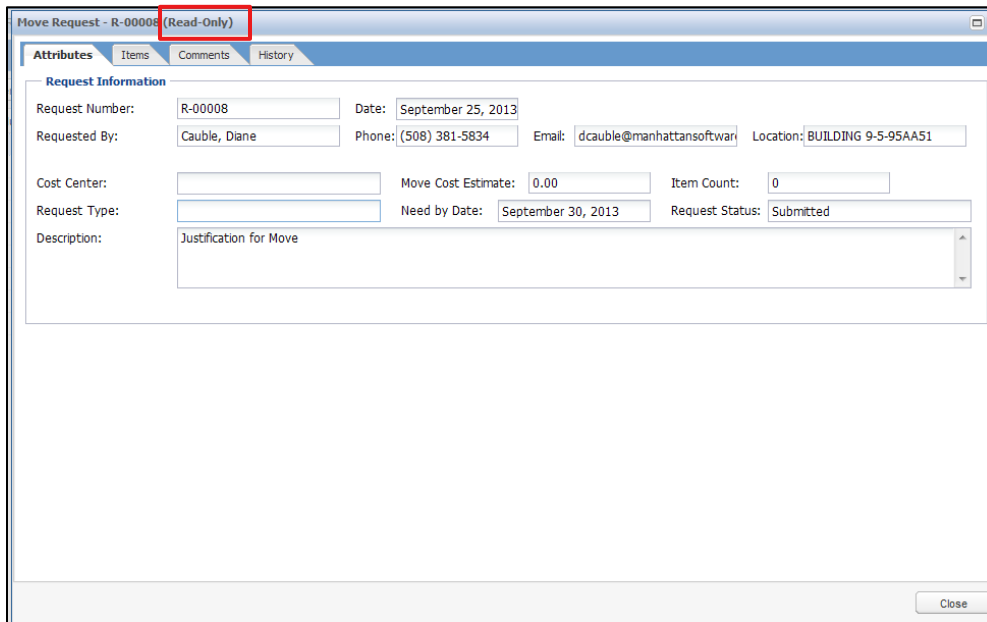 Move Request - R-00008 (Read-Only)
Attributes Items Comments History
Request Information
Request Number: R-00008 Date: September 25, 2013
Requested By: Cauble, Diane Phone: (508) 381-5834 Email: dcauble@manhattansoftwar Location: BUILDING 9-5-95AA51
Cost Center: Move Cost Estimate: 0.00 Item Count: 0
Request Type: Need by Date: September 30, 2013 Request Status: Submitted
Description: Justification for Move
Close